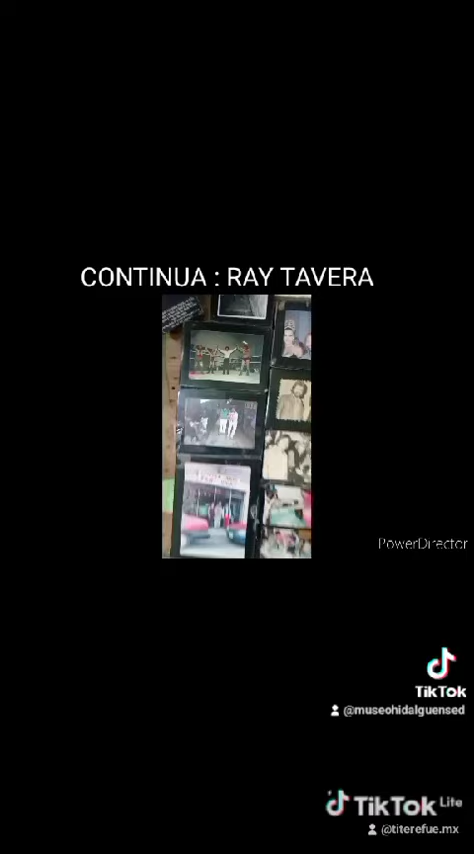 CONTINUA : RAY TAVERA
PowerDirector
TikTok
@museohidalguensed
TikTok Lite
@titerefue.mx